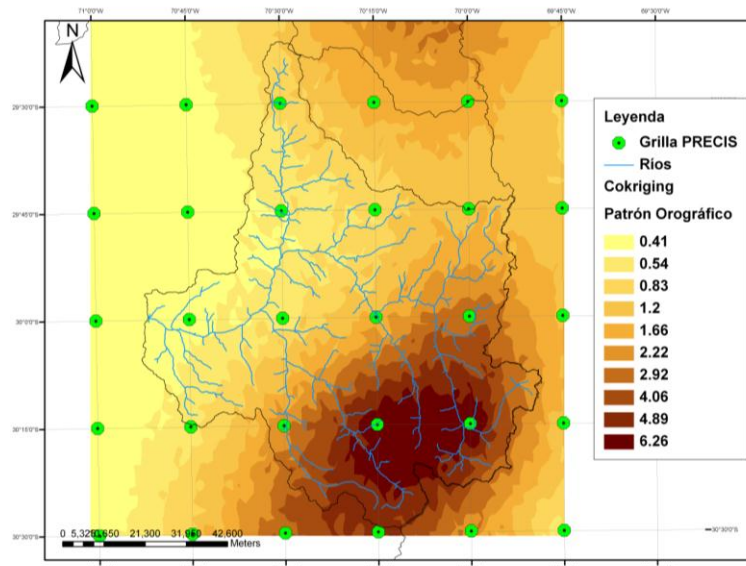 71°0'0"W 70°45'0"W 70°30'0"W 70°15'0"W 70°0'0"W 69°45'0"W 69°30'0"W
N
29°30'0"S
30°0'0"S
30°15'0"S
30°30'0"S 30°30'0"S
Leyenda
Grilla PRECIS
Rios
Cokriging
Patrón Orográfico
0.41
0.54
0.83
1.2
1.66
2.22
2.92
4.06
4.89
6.26
0 21,300 42,600
Meters